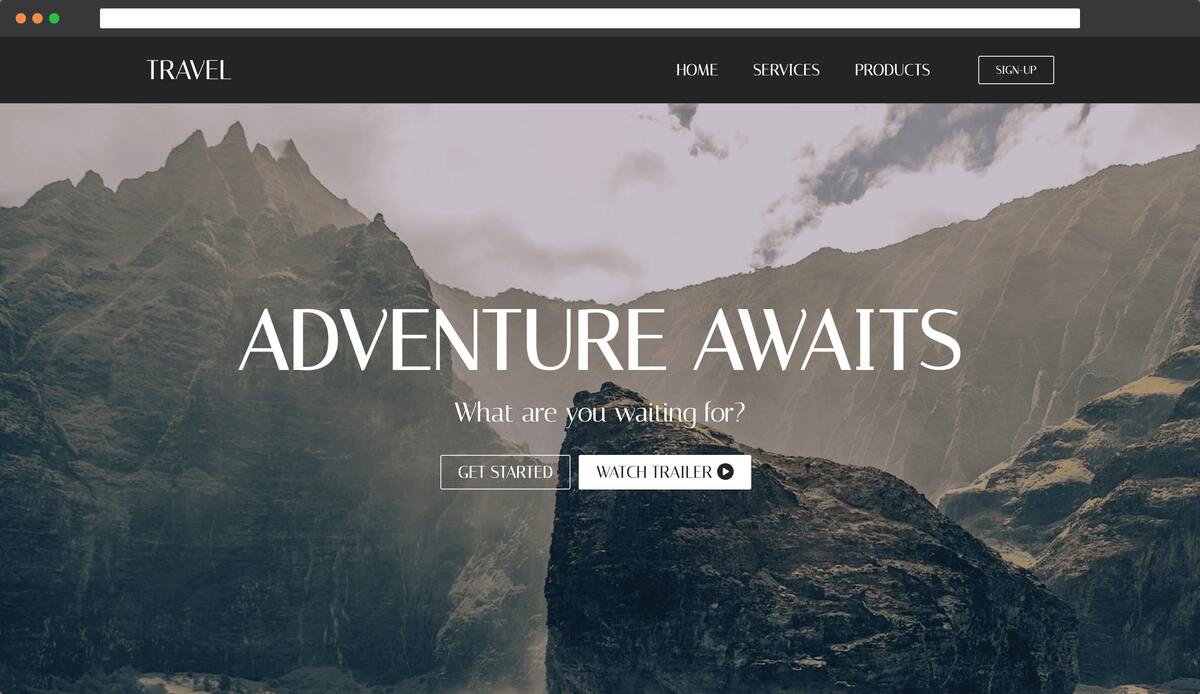 TRAVEL
HOME SERVICES PRODUCTS SIGN-UP
ADVENTURE AWAITS
What are you waiting for?
GET STARTED WATCH TRAILER